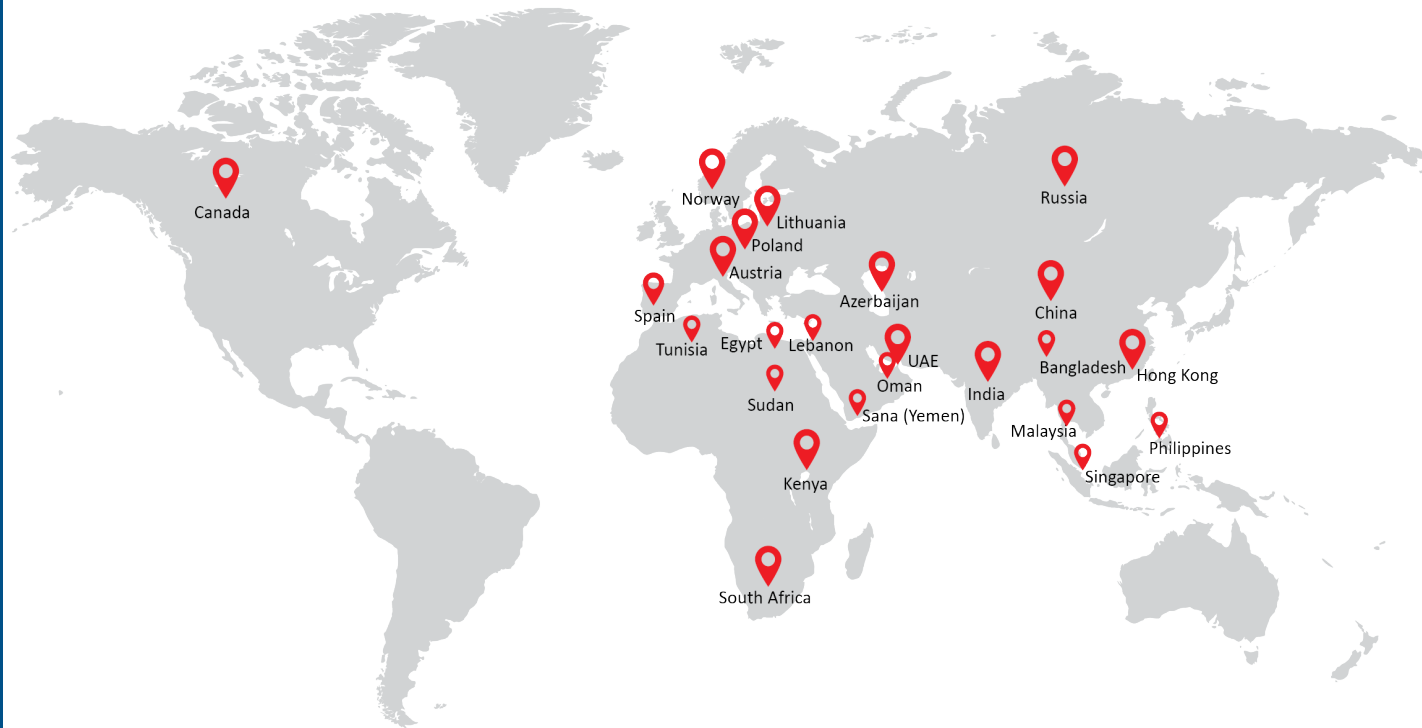 Canada
Norway
Russia
Lithuania
Poland
Austria
Azerbaijan
China
Spain
Tunisia
Egypt
Lebanon
UAE
Bangladesh
Hong Kong
Oman
India
Sudan
Sana (Yemen)
Malaysia
Philippines
Singapore
Kenya
South Africa